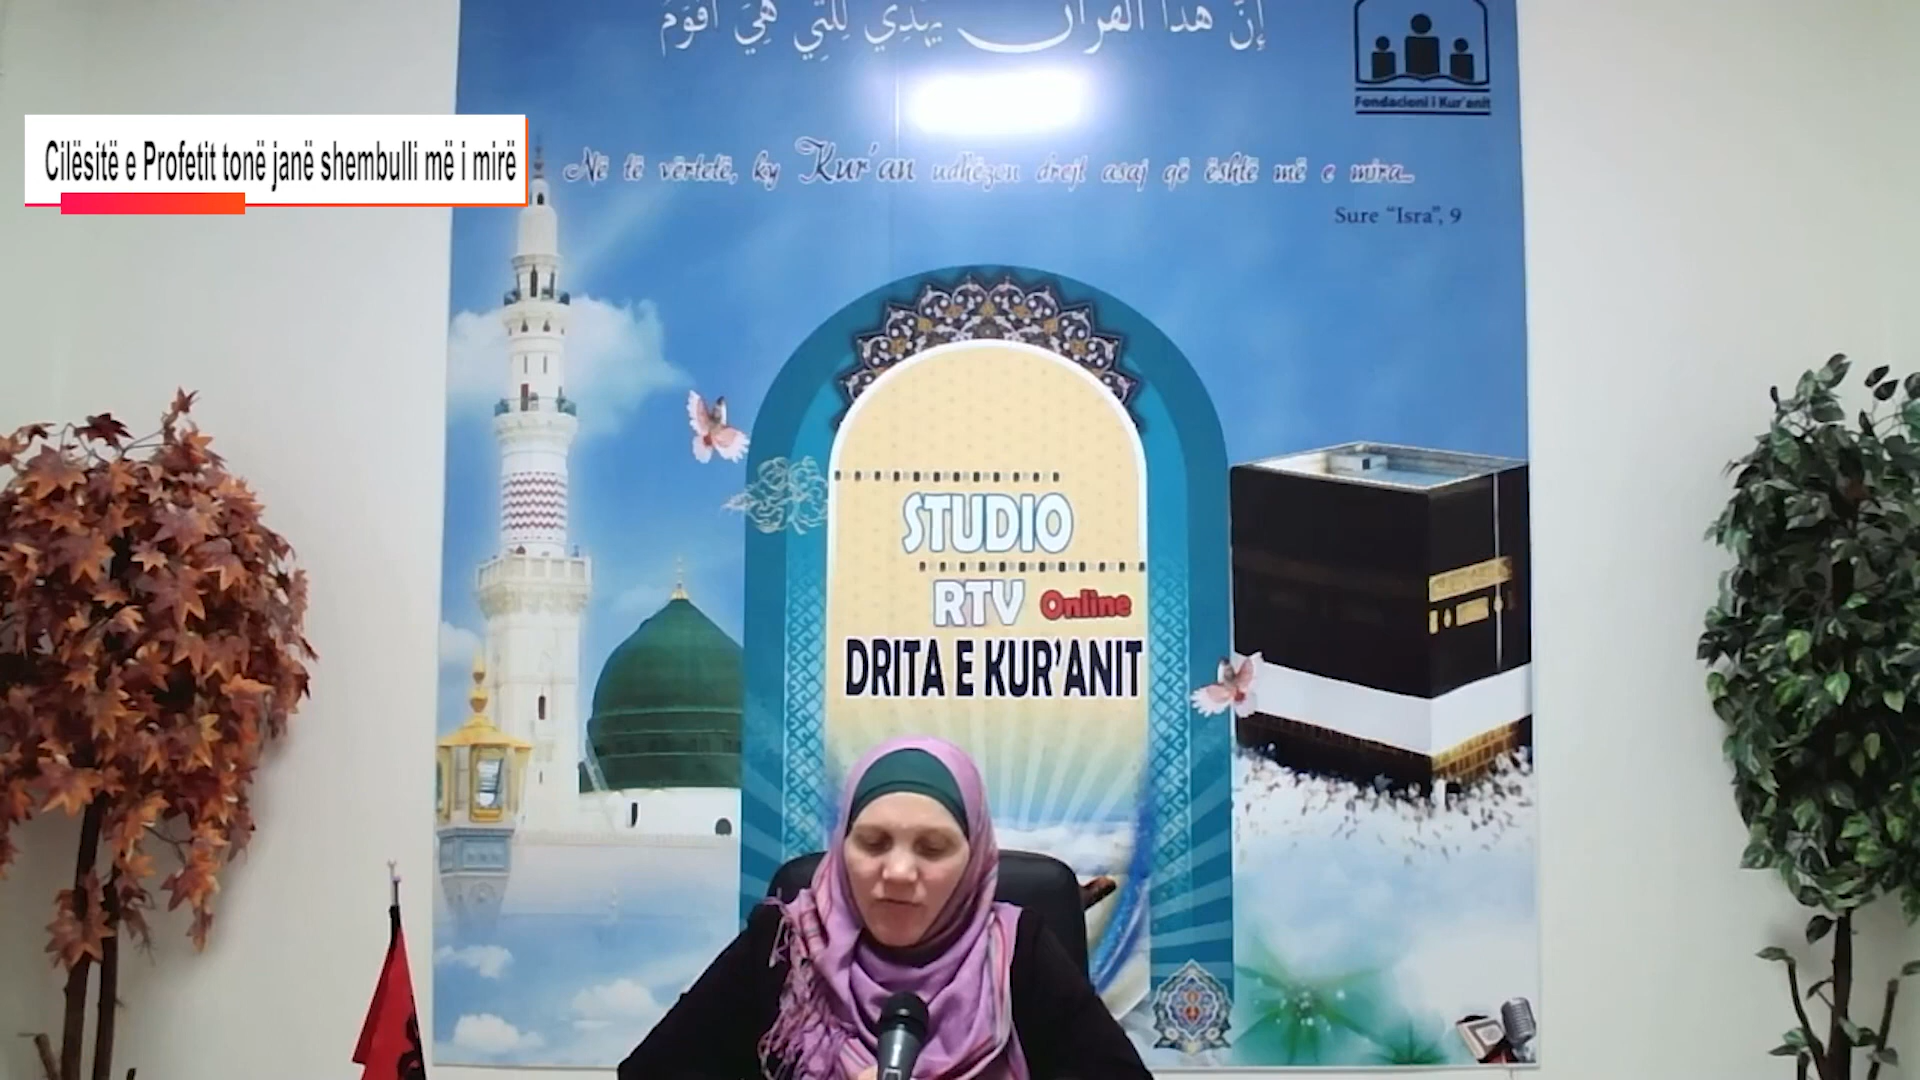 إِنَّ هَذَا القُرْآنَ يَهْدِي لِلَّتِي هِيَ أَقْوَمُ
Fondacioni i Kur'anit
Cilësitë e Profetit tonë janë shembulli më i mirë
Në të vërtetë, ky Kur'an udhëzon drejt asaj që është më e mira...
Sure "Isra", 9
STUDIO
RTV Online
DRITA E KUR'ANIT